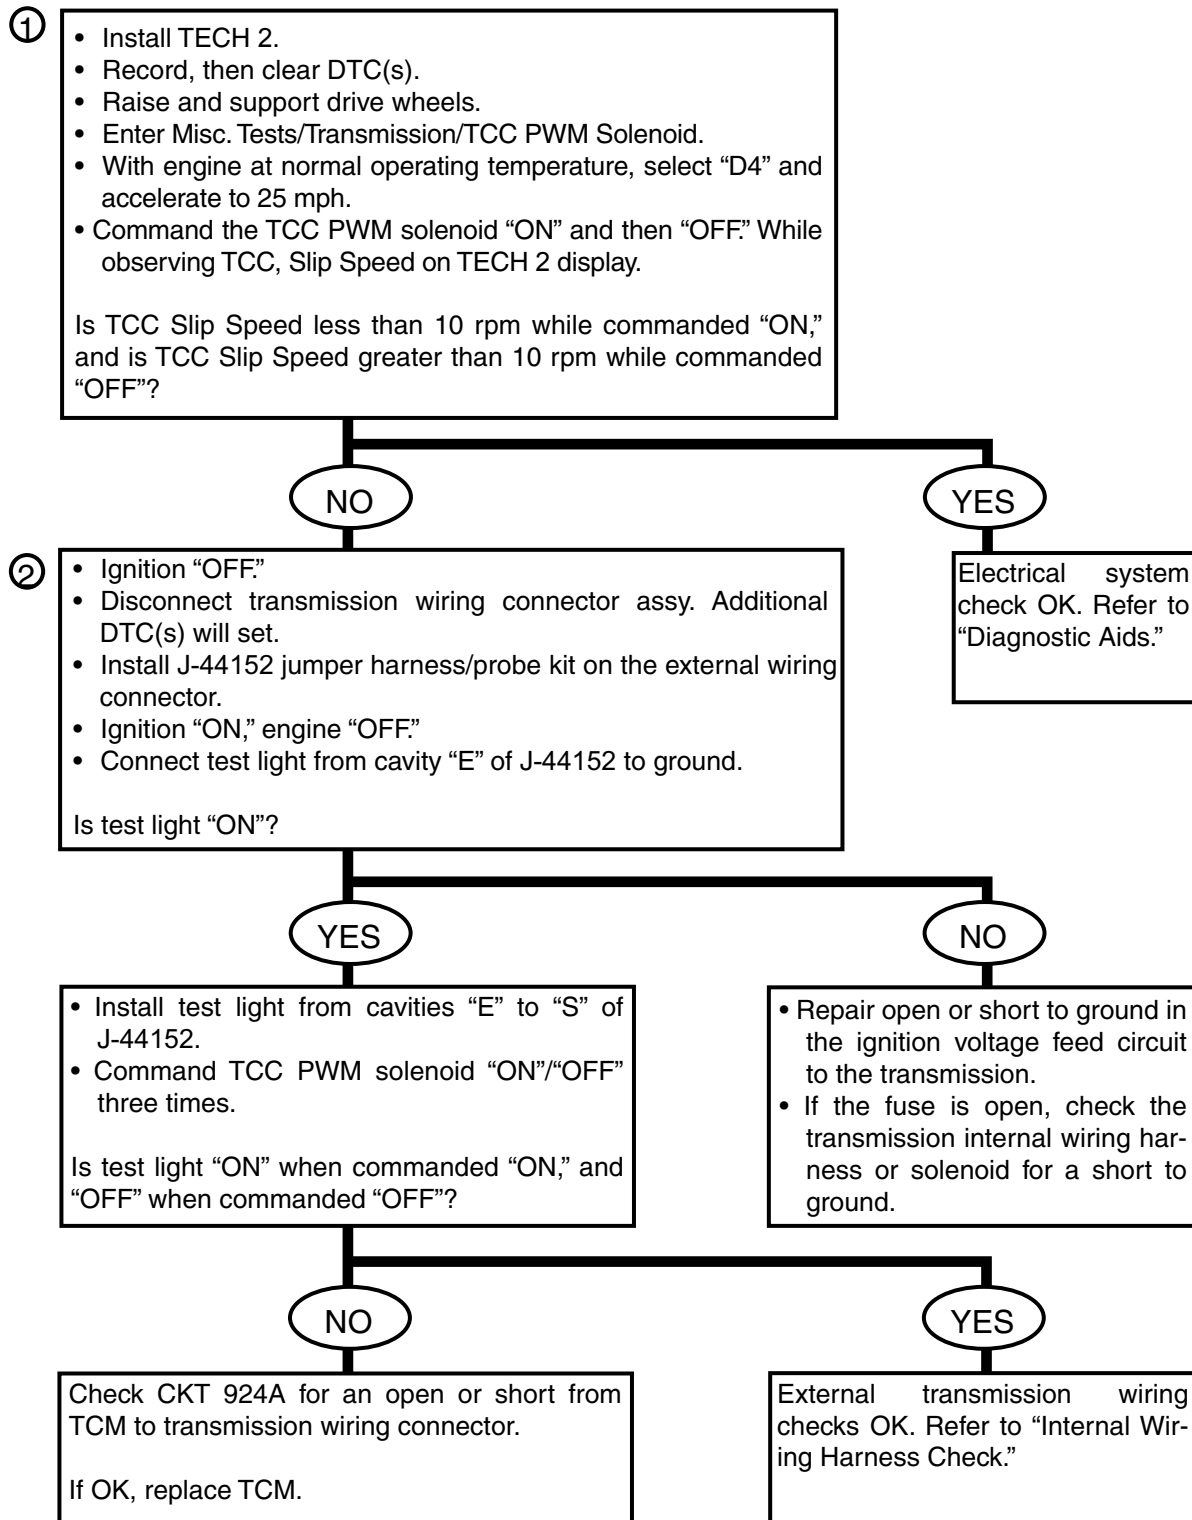 1
• Install TECH 2.
• Record, then clear DTC(s).
• Raise and support drive wheels.
• Enter Misc. Tests/Transmission/TCC PWM Solenoid.
• With engine at normal operating temperature, select “D4” and
accelerate to 25 mph.
• Command the TCC PWM solenoid “ON” and then “OFF.” While
observing TCC, Slip Speed on TECH 2 display.
Is TCC Slip Speed less than 10 rpm while commanded “ON,”
and is TCC Slip Speed greater than 10 rpm while commanded
“OFF”?
NO
YES
2
• Ignition “OFF.”
• Disconnect transmission wiring connector assy. Additional
DTC(s) will set.
• Install J-44152 jumper harness/probe kit on the external wiring
connector.
• Ignition “ON,” engine “OFF.”
• Connect test light from cavity “E” of J-44152 to ground.
Is test light “ON”?
Electrical system
check OK. Refer to
“Diagnostic Aids.”
YES
NO
• Install test light from cavities “E” to “S” of
J-44152.
• Command TCC PWM solenoid “ON”/“OFF”
three times.
Is test light “ON” when commanded “ON,” and
“OFF” when commanded “OFF”?
• Repair open or short to ground in
the ignition voltage feed circuit
to the transmission.
• If the fuse is open, check the
transmission internal wiring har-
ness or solenoid for a short to
ground.
NO
YES
Check CKT 924A for an open or short from
TCM to transmission wiring connector.
If OK, replace TCM.
External transmission wiring
checks OK. Refer to “Internal Wir-
ing Harness Check.”